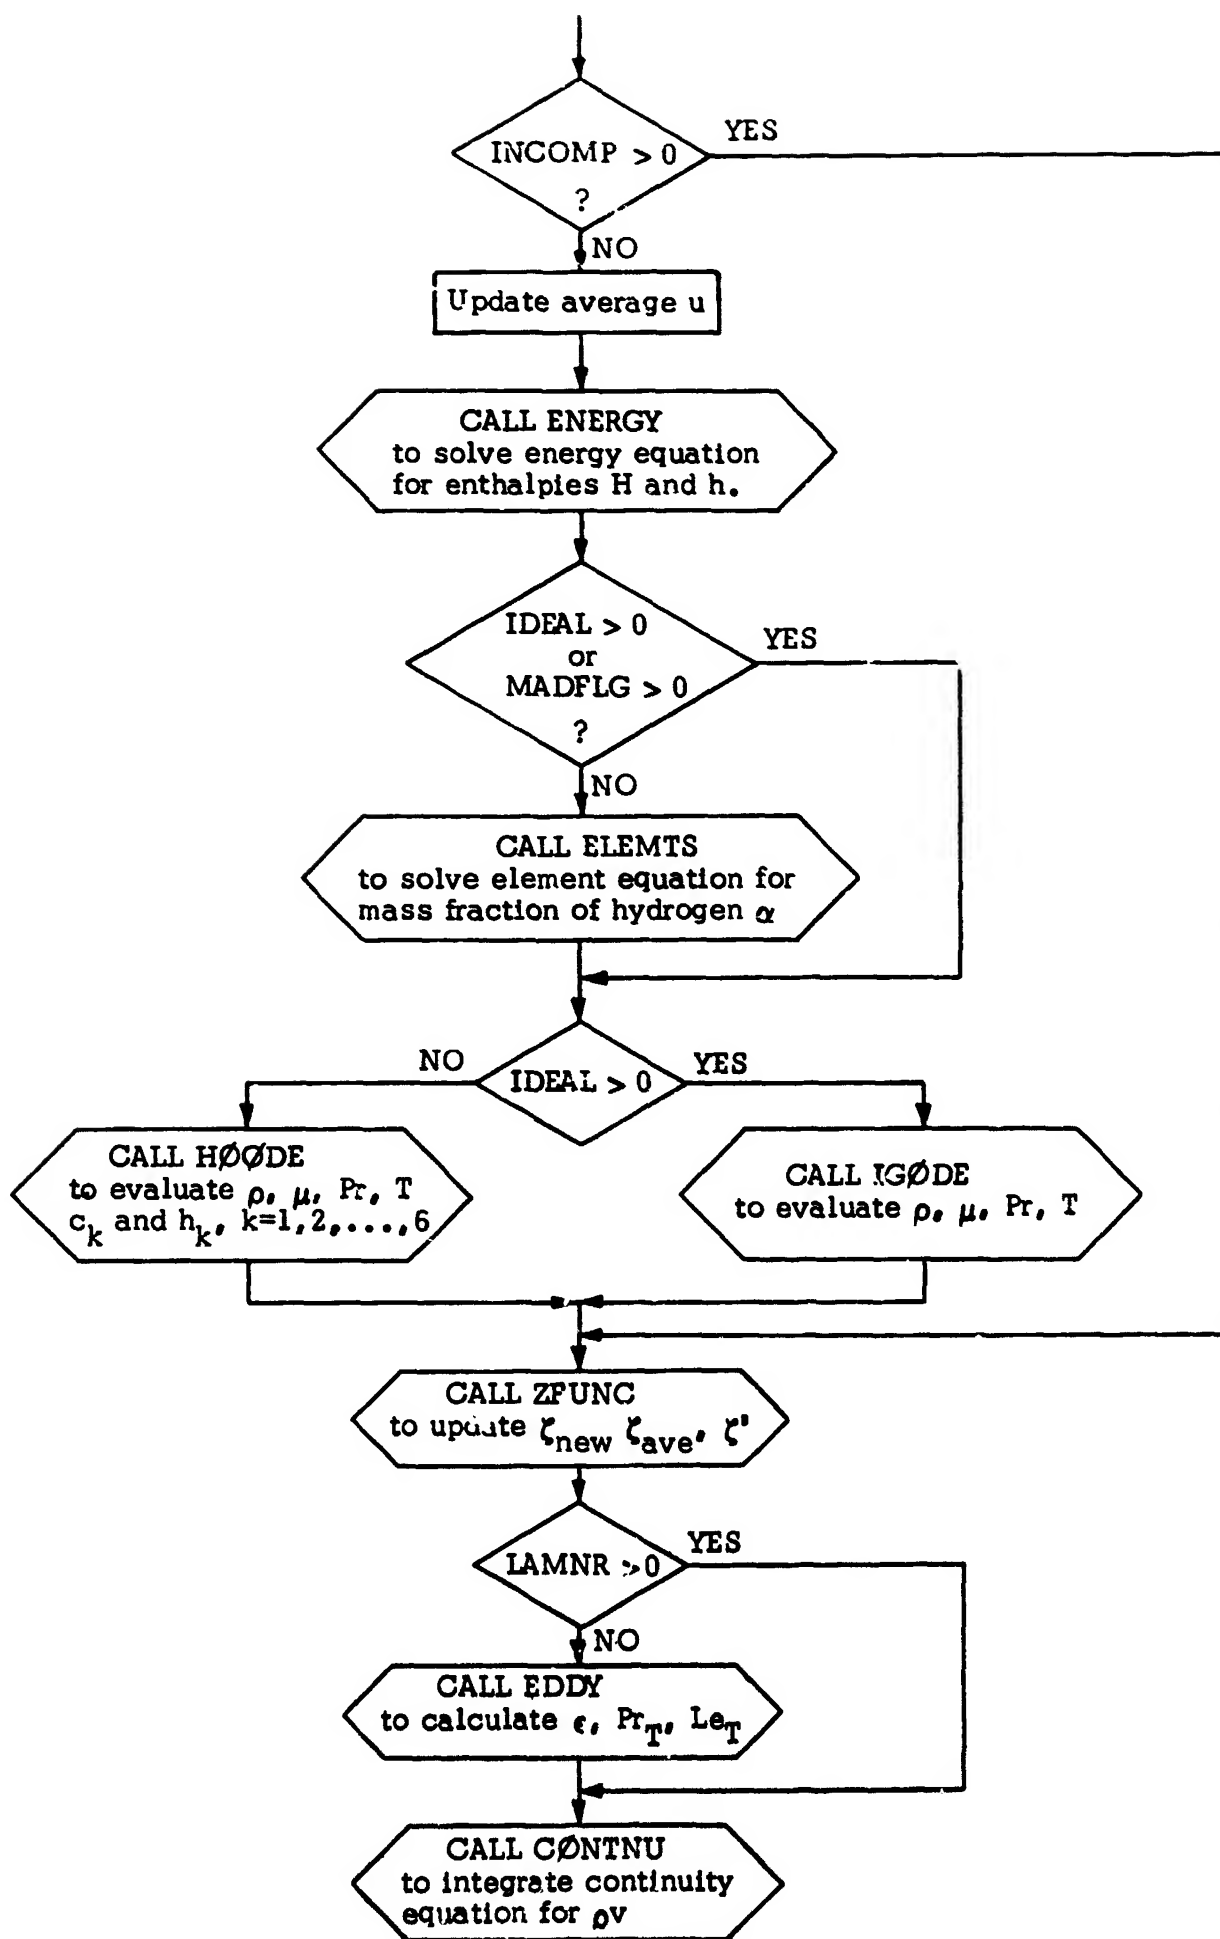 INCOMP > 0
?
YES
NO
Update average u
CALL ENERGY
to solve energy equation
for enthalpies H and h.
IDEAL > 0
or
MADFLG > 0
?
YES
NO
CALL ELEMTS
to solve element equation for
mass fraction of hydrogen α
IDEAL > 0
NO
YES
CALL HØØDE
to evaluate ρ, μ, Pr, T
c_k and h_k, k=1,2,...,6
CALL IGØDE
to evaluate ρ, μ, Pr, T
CALL ZFUNC
to update ζ_new ζ_ave, ζ'
LAMNR >0
YES
NO
CALL EDDY
to calculate ε, Pr_T, Le_T
CALL CØNTNU
to integrate continuity
equation for ρv